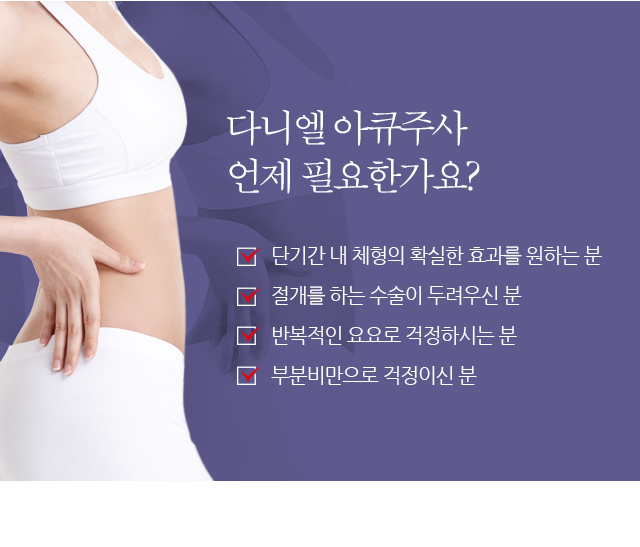 다니엘 아큐주사
언제 필요한가요?
단기간 내 체형의 확실한 효과를 원하는 분
절개를 하는 수술이 두려우신 분
반복적인 요요로 걱정하시는 분
부분비만으로 걱정이신 분